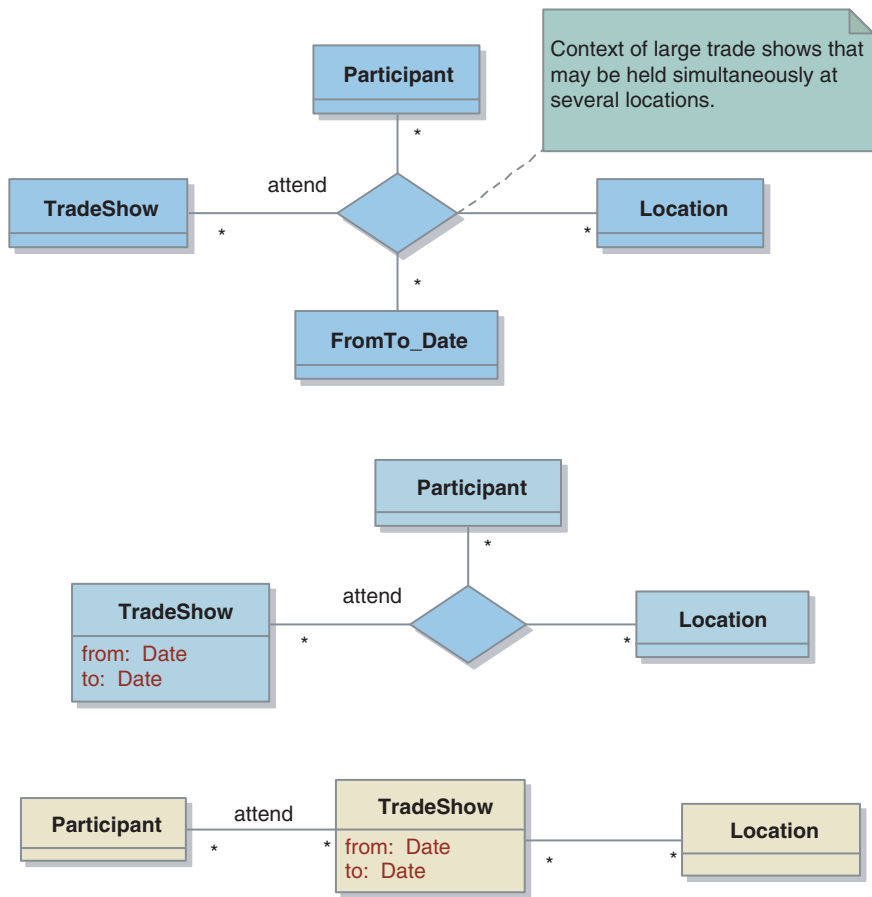 Participant
Context of large trade shows that
may be held simultaneously at
several locations.
*
attend
TradeShow
*
Location
*
*
FromTo_Date
Participant
*
attend
TradeShow
from: Date
to: Date
*
Location
*
Participant
*
attend
*
TradeShow
from: Date
to: Date
*
*
Location